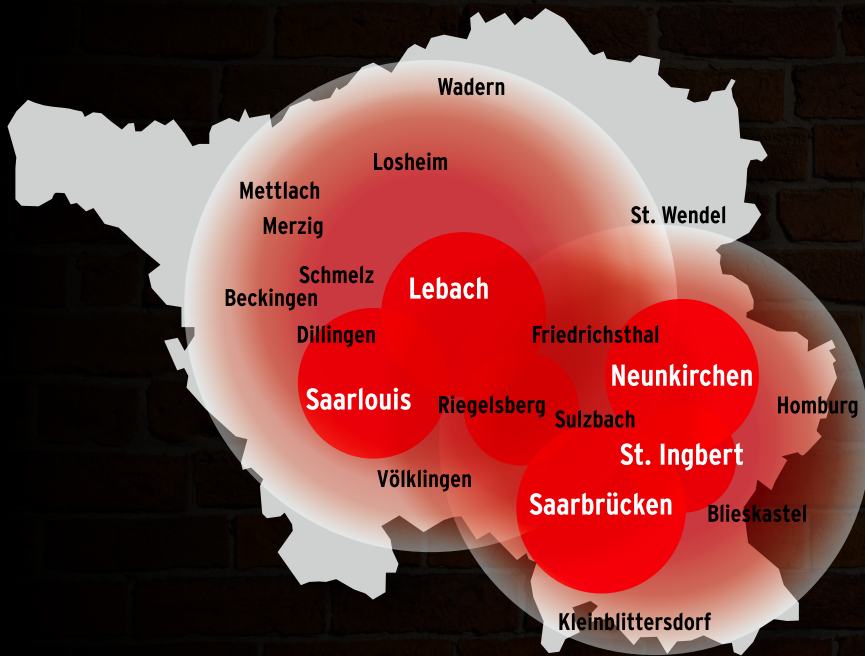 Wadern
Losheim
Mettlach
St. Wendel
Merzig
Schmelz
Lebach
Beckingen
Dillingen
Friedrichsthal
Neunkirchen
Saarlouis
Riegelsberg
Homburg
Sulzbach
St. Ingbert
Völklingen
Saarbrücken
Blieskastel
Kleinblittersdorf